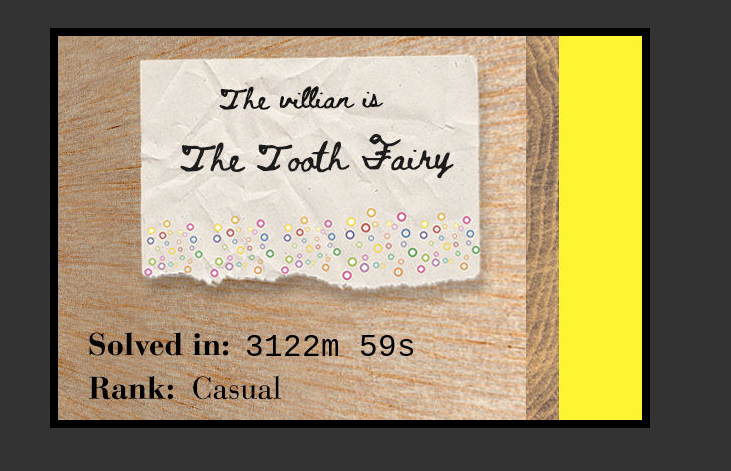 The villian is
The Tooth Fairy
Solved in: 3122m 59s
Rank: Casual